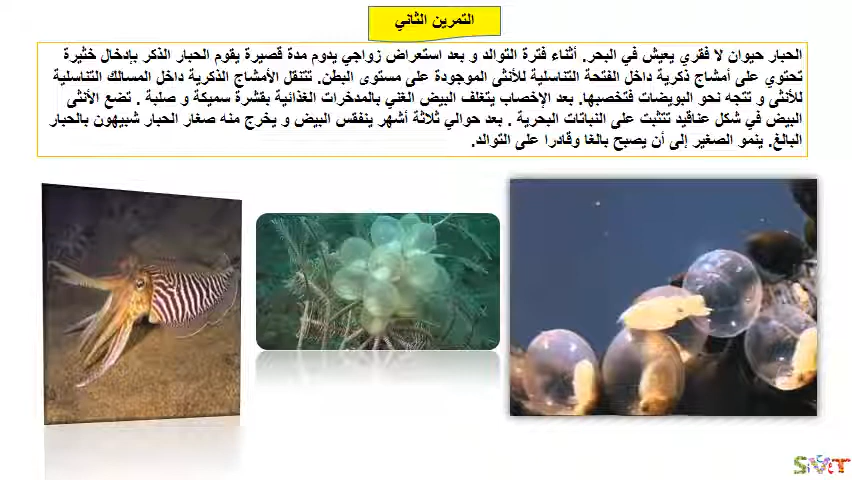 التمرين الثاني
الحبار حيوان لا فقري يعيش في البحر. أثناء فترة التوالد و بعد استعراض زواجي يدوم مدة قصيرة يقوم الحبار الذكر بإدخال خثيرة
تحتوي على أمشاج ذكرية داخل الفتحة التناسلية للأنثى الموجودة على مستوى البطن. تتنقل الأمشاج الذكرية داخل المسالك التناسلية
للأنثى و تتجه نحو البويضات فتخصبها. بعد الإخصاب يتغلف البيض الغني بالمدخرات الغذائية بقشرة سميكة و صلبة . تضع الأنثى
البيض في شكل عناقيد تتثبت على النباتات البحرية . بعد حوالي ثلاثة أشهر ينفقس البيض و يخرج منه صغار الحبار شبيهون بالحبار
البالغ. ينمو الصغير إلى أن يصبح بالغا وقادرا على التوالد.
SVT